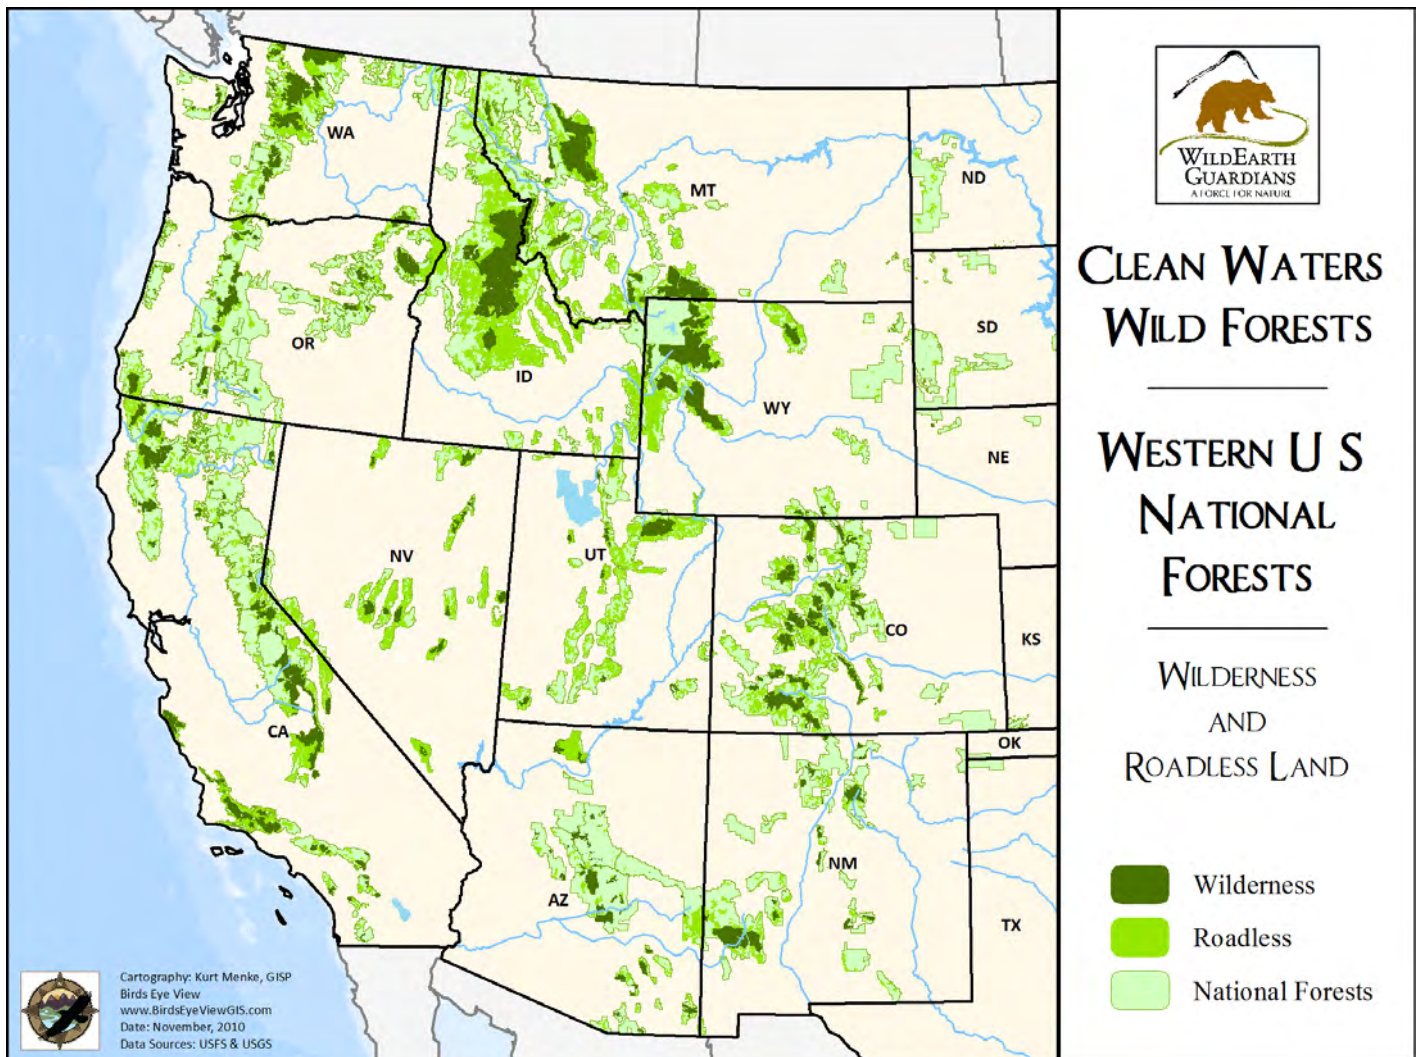 WA
MT
ND
OR
ID
SD
WY
NE
NV
UT
CO
KS
CA
OK
AZ
NM
TX
Cartography: Kurt Menke, GISP
Birds Eye View
www.BirdsEyeViewGIS.com
Date: November, 2010
Data Sources: USFS & USGS
WILDEARTH
GUARDIANS
A FORCE FOR NATURE
CLEAN WATERS
WILD FORESTS
WESTERN U S
NATIONAL
FORESTS
WILDERNESS
AND
ROADLESS LAND
Wilderness
Roadless
National Forests